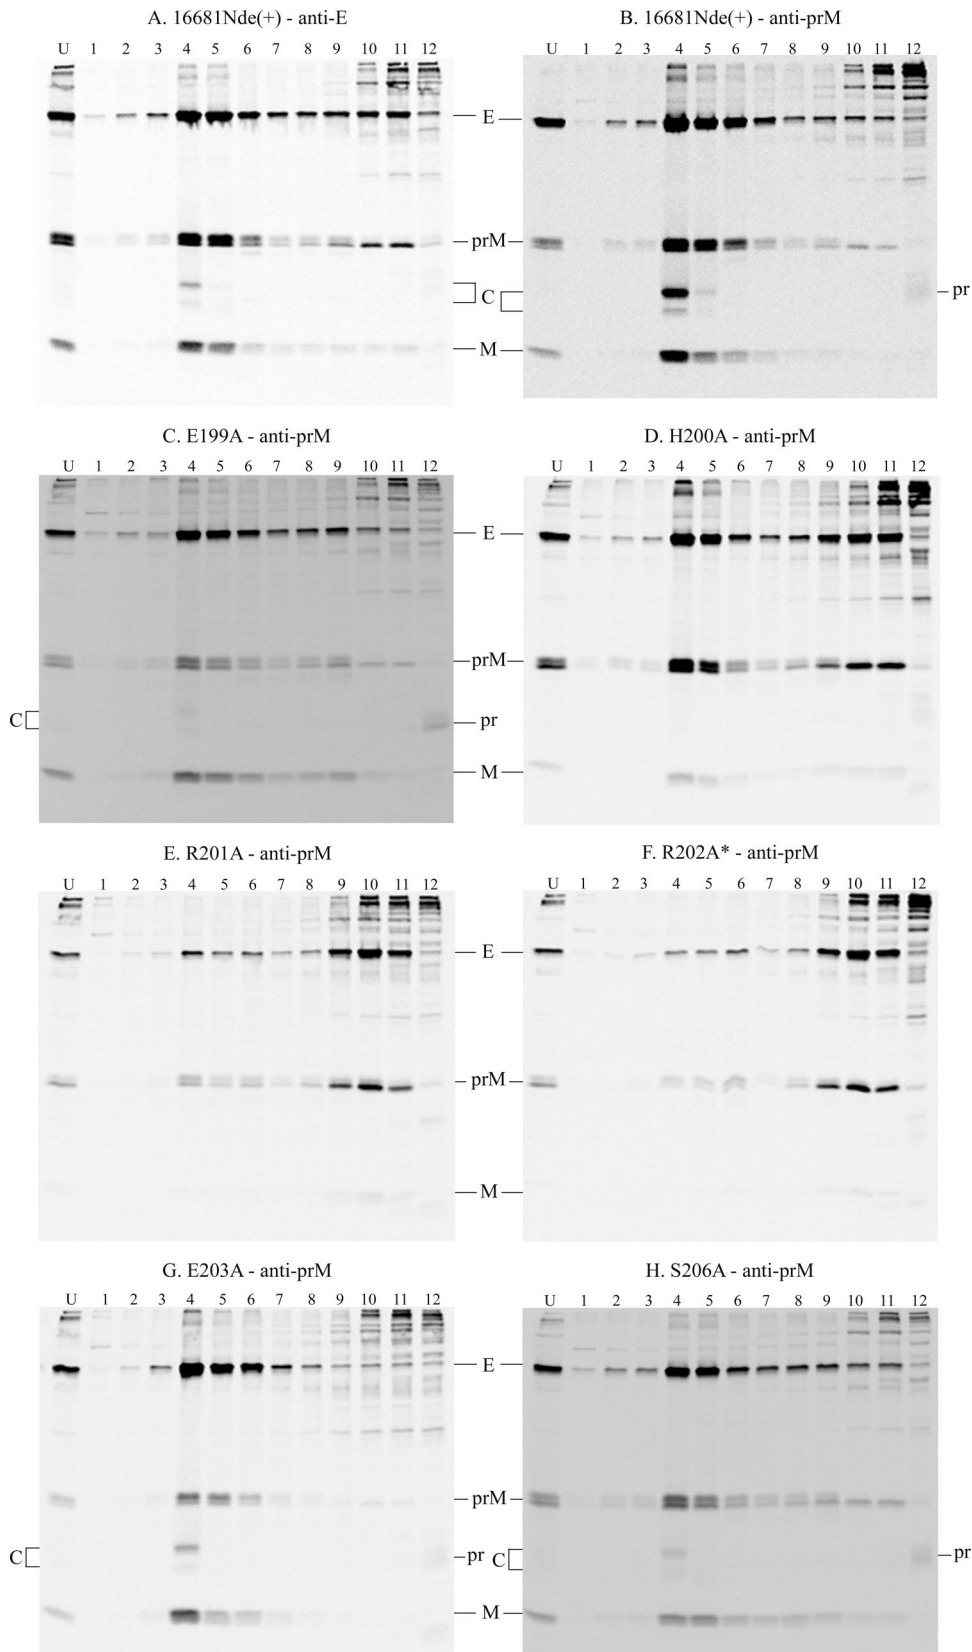 A. 16681Nde(+) - anti-E
U 1 2 3 4 5 6 7 8 9 10 11 12
B. 16681Nde(+) - anti-prM
U 1 2 3 4 5 6 7 8 9 10 11 12
E
prM
C
pr
M
C. E199A - anti-prM
U 1 2 3 4 5 6 7 8 9 10 11 12
D. H200A - anti-prM
U 1 2 3 4 5 6 7 8 9 10 11 12
E
prM
C
pr
M
E. R201A - anti-prM
U 1 2 3 4 5 6 7 8 9 10 11 12
F. R202A* - anti-prM
U 1 2 3 4 5 6 7 8 9 10 11 12
E
prM
M
G. E203A - anti-prM
U 1 2 3 4 5 6 7 8 9 10 11 12
H. S206A - anti-prM
U 1 2 3 4 5 6 7 8 9 10 11 12
E
prM
C
pr
C
pr
M